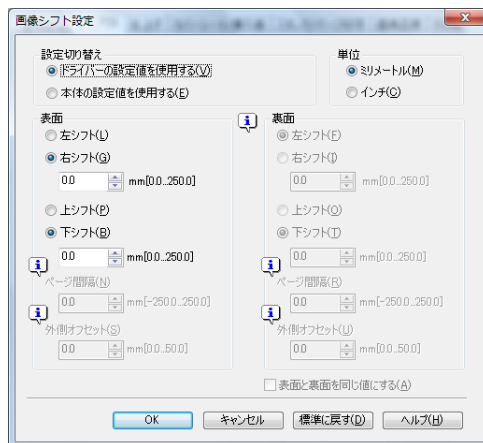 画像シフト設定
設定切り替え
ドライバーの設定値を使用する(V)
本体の設定値を使用する(E)
単位
ミリメートル(M)
インチ(C)
表面
左シフト(L)
右シフト(G)
0.0 mm[0.0...250.0]
上シフト(P)
下シフト(B)
0.0 mm[0.0...250.0]
ページ間隔(N)
0.0 mm[-250.0...250.0]
外側オフセット(S)
0.0 mm[0.0...50.0]
裏面
左シフト(F)
右シフト(I)
0.0 mm[0.0...250.0]
上シフト(O)
下シフト(T)
0.0 mm[0.0...250.0]
ページ間隔(R)
0.0 mm[-250.0...250.0]
外側オフセット(U)
0.0 mm[0.0...50.0]
表面と裏面を同じ値にする(A)
OK キャンセル 標準に戻す(D) ヘルプ(H)